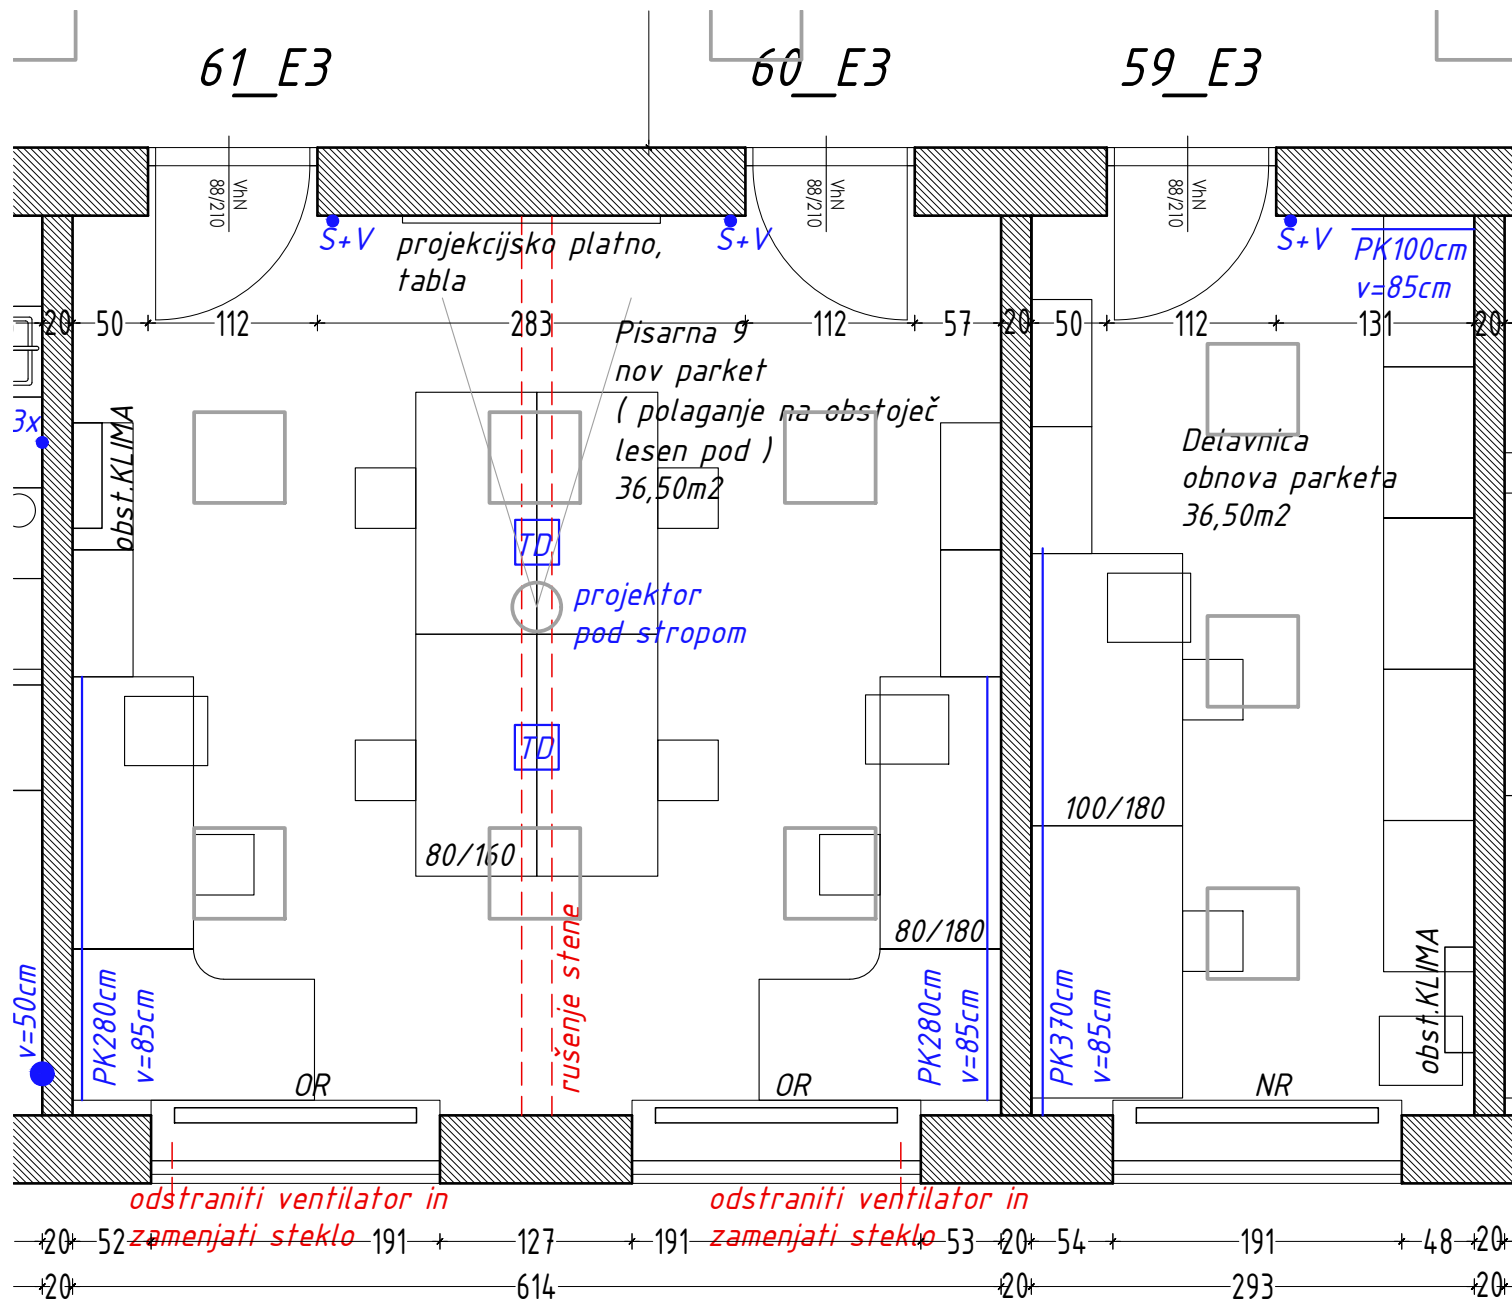 61_E3
60_E3
59_E3
VhN
88/210
VhN
88/210
VhN
88/210
S+V
S+V
S+V
projekcijsko platno,
tabla
PK100cm
v=85cm
20
50
112
283
112
57
20
50
112
131
20
Pisarna 9
nov parket
( polaganje na obstoječ
lesen pod )
36,50m2
3x
obst.KLIMA
Delavnica
obnova parketa
36,50m2
TD
projektor
pod stropom
TD
100/180
80/160
80/180
rušenje stene
v=50cm
PK280cm
v=85cm
PK280cm
v=85cm
PK370cm
v=85cm
obst.KLIMA
OR
OR
NR
odstraniti ventilator in
zamenjati steklo
odstraniti ventilator in
zamenjati steklo
20
52
191
127
191
53
20
54
191
48
20
20
614
20
293
20